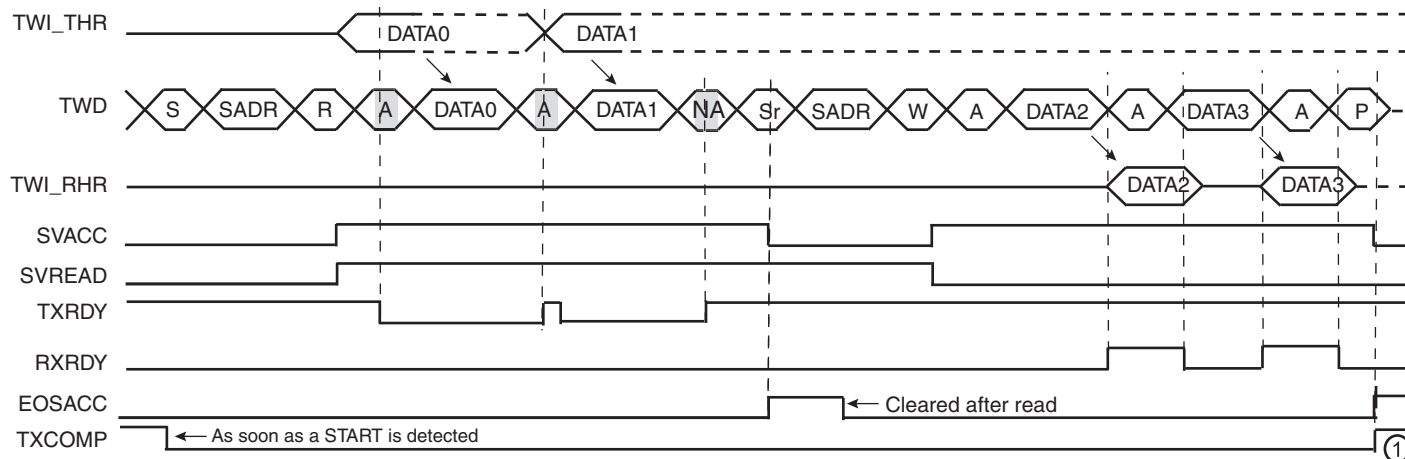 TWI_THR DATA0 DATA1
TWD S SADR R A DATA0 A DATA1 NA Sr SADR W A DATA2 A DATA3 A P
TWI_RHR DATA2 DATA3
SVACC
SVREAD
TXRDY
RXRDY
EOSACC Cleared after read
TXCOMP As soon as a START is detected 1